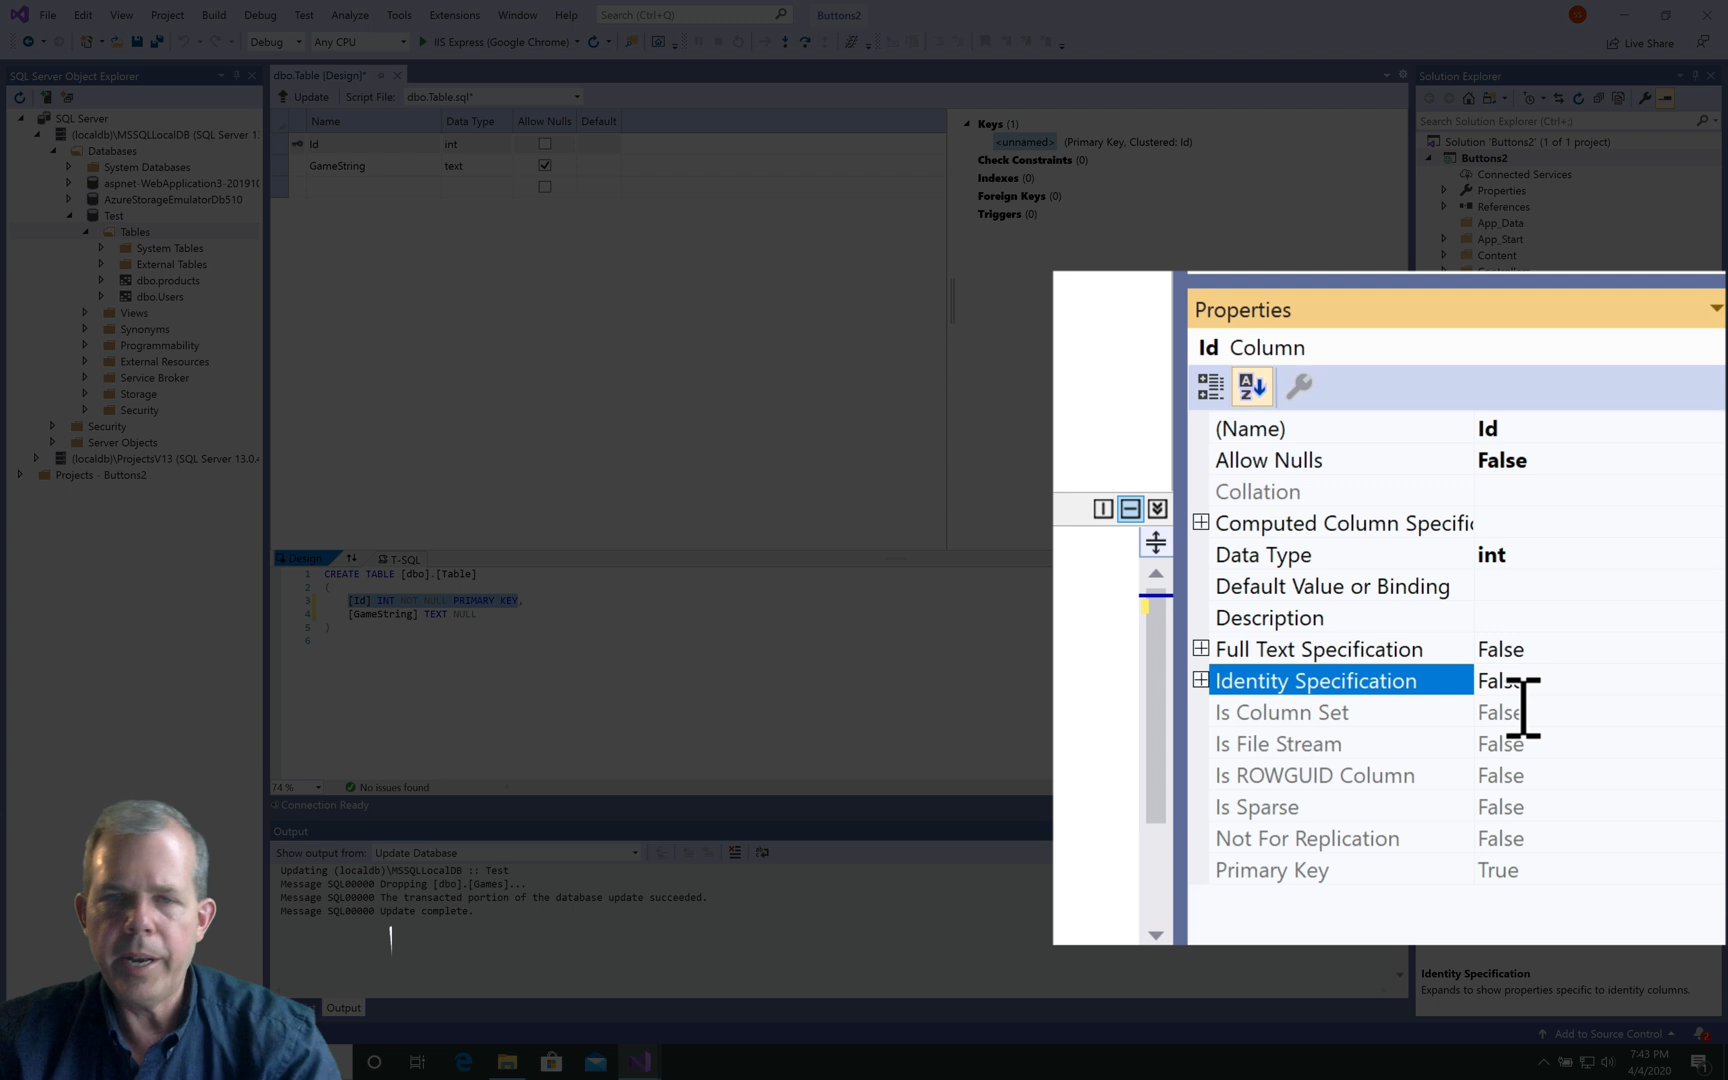 File Edit View Project Build Debug Test Analyze Tools Extensions Window Help Search (Ctrl+Q) Buttons2
Debug Any CPU IIS Express (Google Chrome) Live Share
SQL Server Object Explorer
SQL Server
(localdb)\MSSQLLocalDB (SQL Server 1
Databases
System Databases
aspnet-WebApplication3-201910
AzureStorageEmulatorDb510
Test
Tables
System Tables
External Tables
dbo.products
dbo.Users
Views
Synonyms
Programmability
External Resources
Service Broker
Storage
Security
Security
Server Objects
(localdb)\ProjectsV13 (SQL Server 13.0.4
Projects - Buttons2
dbo.Table [Design]*
Update Script File: dbo.Table.sql*
Name Data Type Allow Nulls Default
Id int
GameString text
Keys (1)
<unnamed> (Primary Key, Clustered: Id)
Check Constraints (0)
Indexes (0)
Foreign Keys (0)
Triggers (0)
Design T-SQL
1 CREATE TABLE [dbo].[Table]
2 (
3 [Id] INT NOT NULL PRIMARY KEY,
4 [GameString] TEXT NULL
5 )
6
74 % No issues found
Connection Ready
Output
Show output from: Update Database
Updating (localdb)\MSSQLLocalDB :: Test
Message SQL00000 Dropping [dbo].[Games]...
Message SQL00000 The transacted portion of the database update succeeded.
Message SQL00000 Update complete.
Output
Solution Explorer
Search Solution Explorer (Ctrl+;)
Solution 'Buttons2' (1 of 1 project)
Buttons2
Connected Services
Properties
References
App_Data
App_Start
Content
Properties
Id Column
(Name) Id
Allow Nulls False
Collation
Computed Column Specific
Data Type int
Default Value or Binding
Description
Full Text Specification False
Identity Specification False
Is Column Set False
Is File Stream False
Is ROWGUID Column False
Is Sparse False
Not For Replication False
Primary Key True
Identity Specification
Expands to show properties specific to identity columns.
Add to Source Control
7:43 PM
4/4/2020